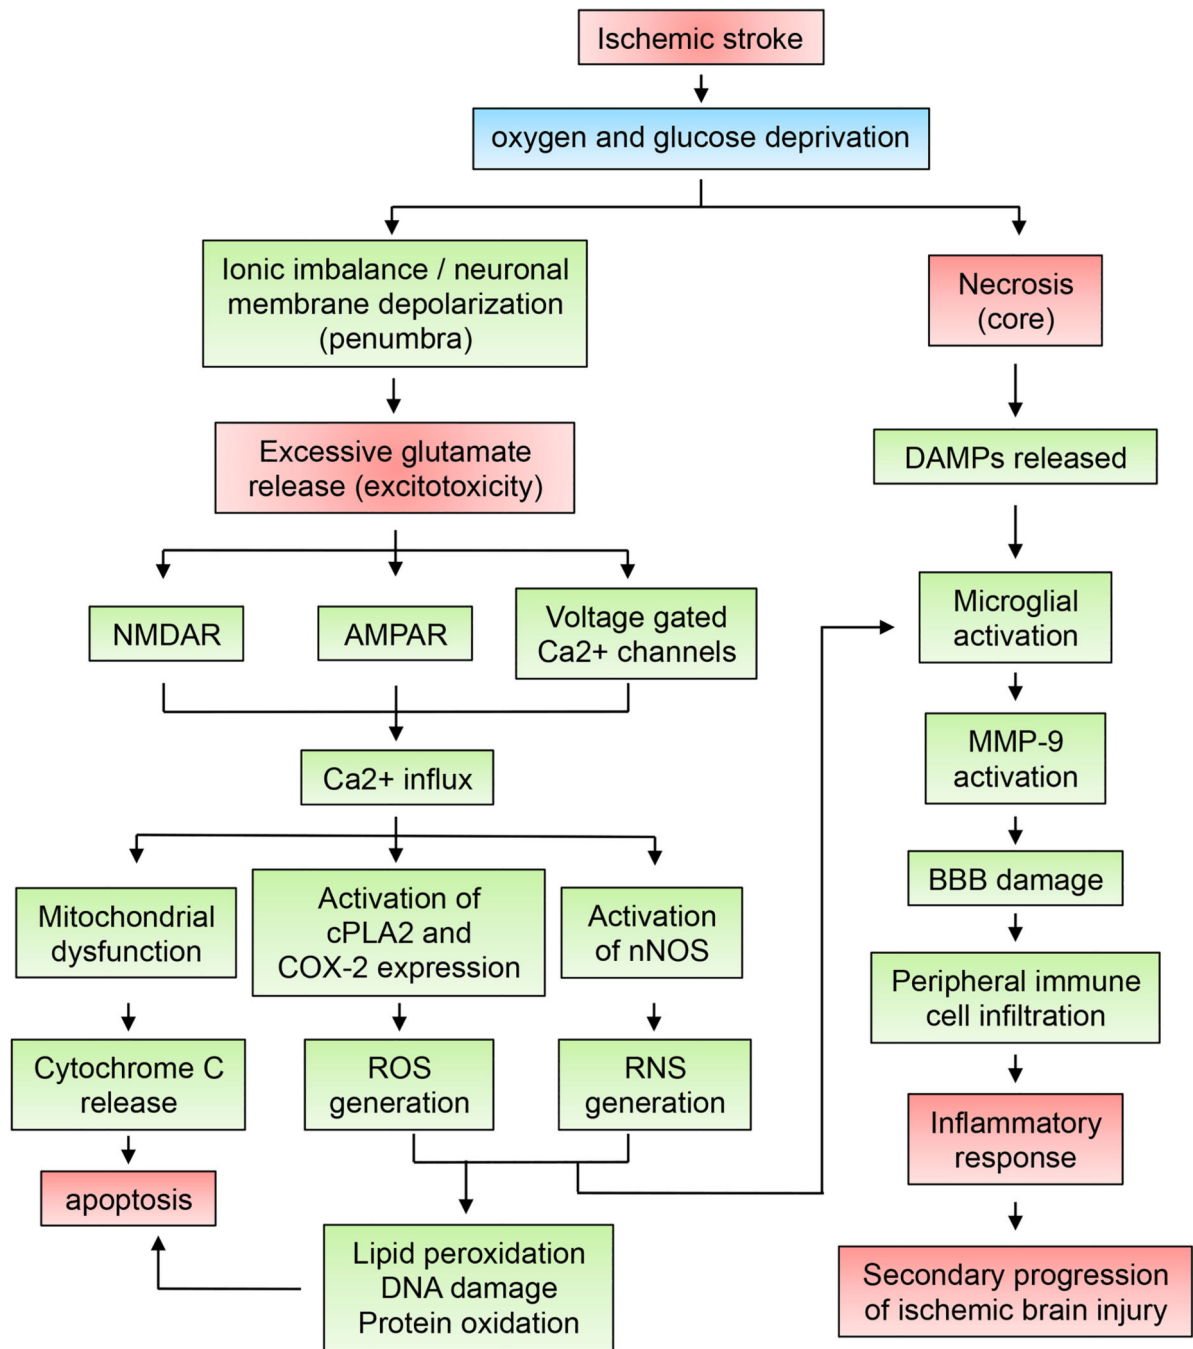 Ischemic stroke
oxygen and glucose deprivation
Ionic imbalance / neuronal
membrane depolarization
(penumbra)
Necrosis
(core)
Excessive glutamate
release (excitotoxicity)
DAMPs released
NMDAR
AMPAR
Voltage gated
Ca2+ channels
Microglial
activation
Ca2+ influx
MMP-9
activation
Mitochondrial
dysfunction
Activation of
cPLA2 and
COX-2 expression
Activation
of nNOS
BBB damage
Peripheral immune
cell infiltration
Cytochrome C
release
ROS
generation
RNS
generation
Inflammatory
response
apoptosis
Lipid peroxidation
DNA damage
Protein oxidation
Secondary progression
of ischemic brain injury